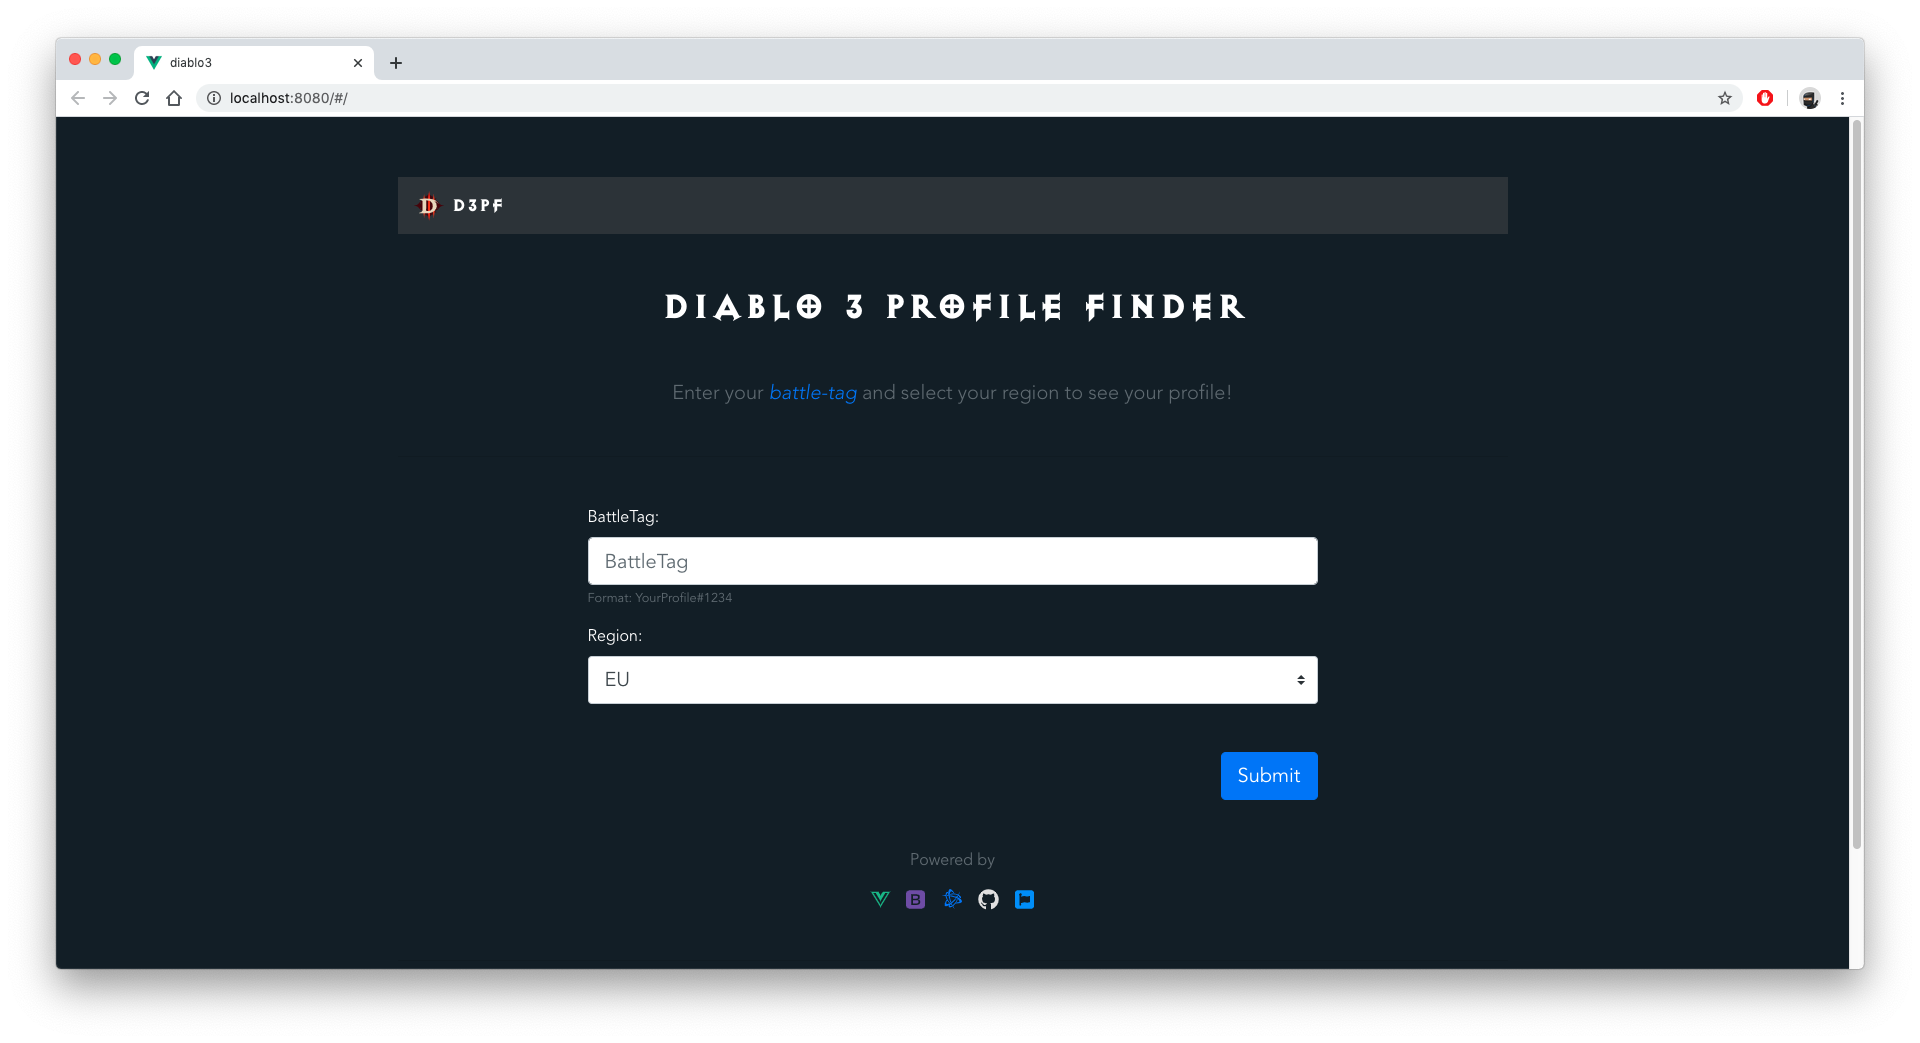 diablo3
localhost:8080/#/
D D3PF
DIABLO 3 PROFILE FINDER
Enter your battle-tag and select your region to see your profile!
BattleTag:
BattleTag
Format: YourProfile#1234
Region:
EU
Submit
Powered by
B